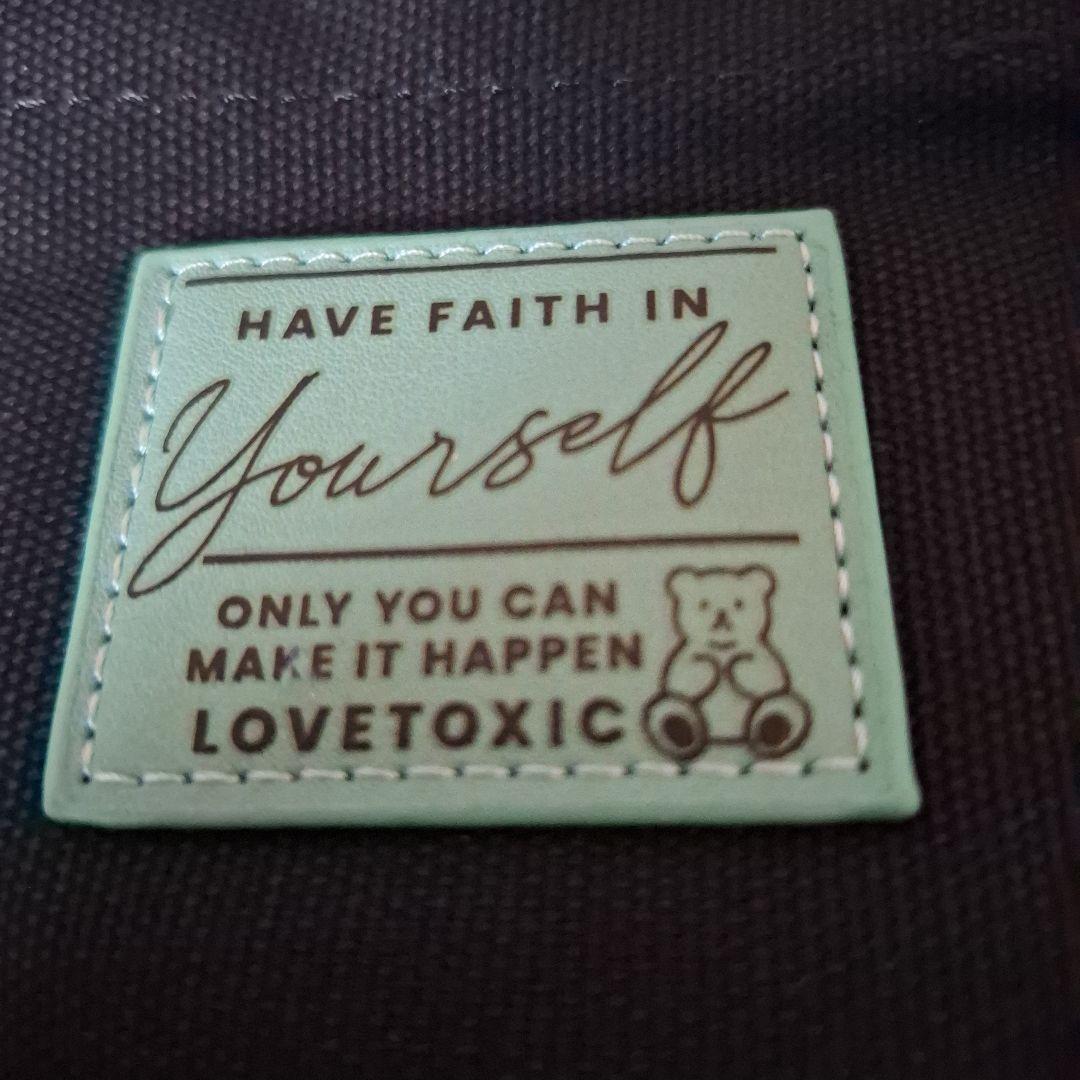 HAVE FAITH IN
Yourself
ONLY YOU CAN
MAKE IT HAPPEN
LOVETOXIC